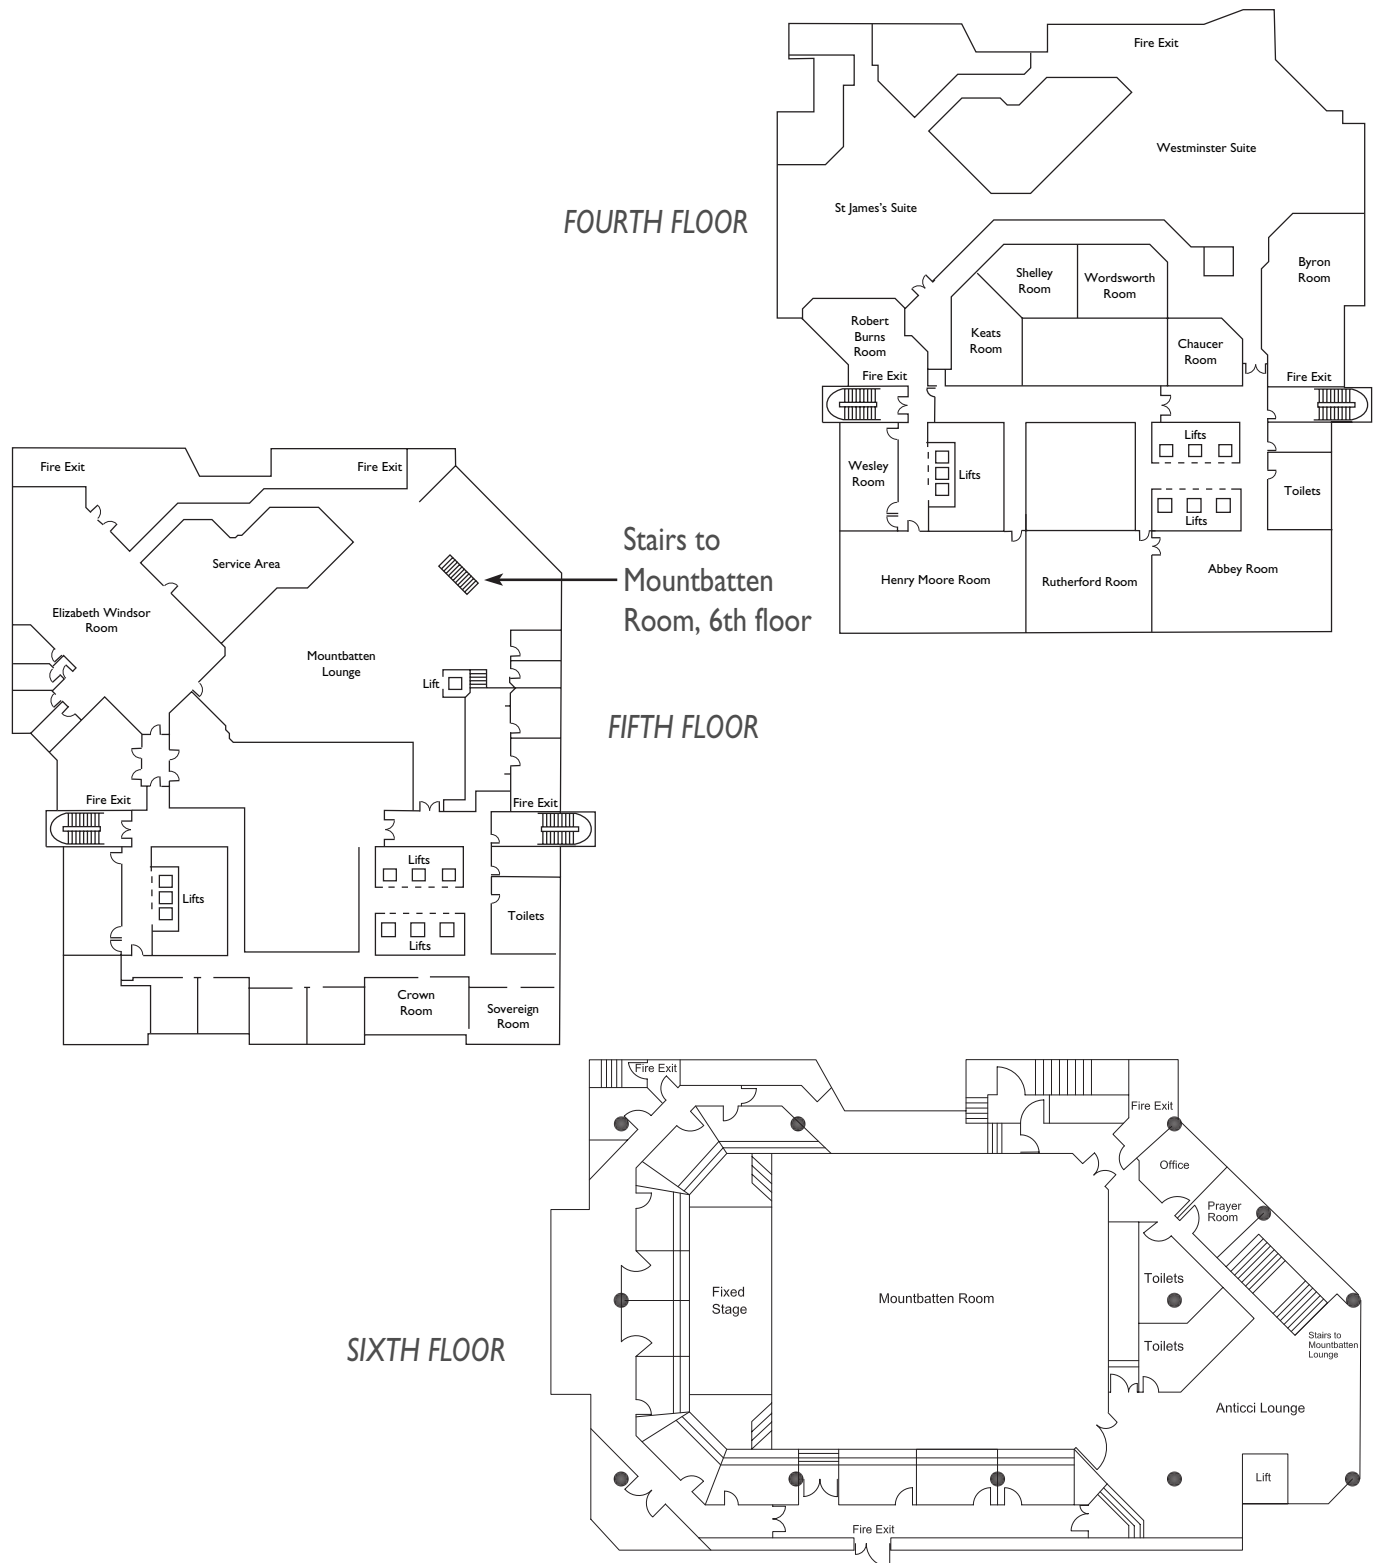 Fire Exit
Westminster Suite
St James's Suite
FOURTH FLOOR
Byron
Room
Shelley
Room
Wordsworth
Room
Robert
Burns
Room
Keats
Room
Chaucer
Room
Fire Exit
Fire Exit
Lifts
Wesley
Room
Lifts
Toilets
Lifts
Henry Moore Room
Rutherford Room
Abbey Room
Fire Exit
Fire Exit
Service Area
Stairs to
Mountbatten
Room, 6th floor
Elizabeth Windsor
Room
Mountbatten
Lounge
Lift
FIFTH FLOOR
Fire Exit
Fire Exit
Lifts
Lifts
Toilets
Lifts
Crown
Room
Sovereign
Room
Fire Exit
Fire Exit
Office
Prayer
Room
Toilets
Fixed
Stage
Mountbatten Room
Toilets
Stairs to
Mountbatten
Lounge
SIXTH FLOOR
Anticci Lounge
Lift
Fire Exit